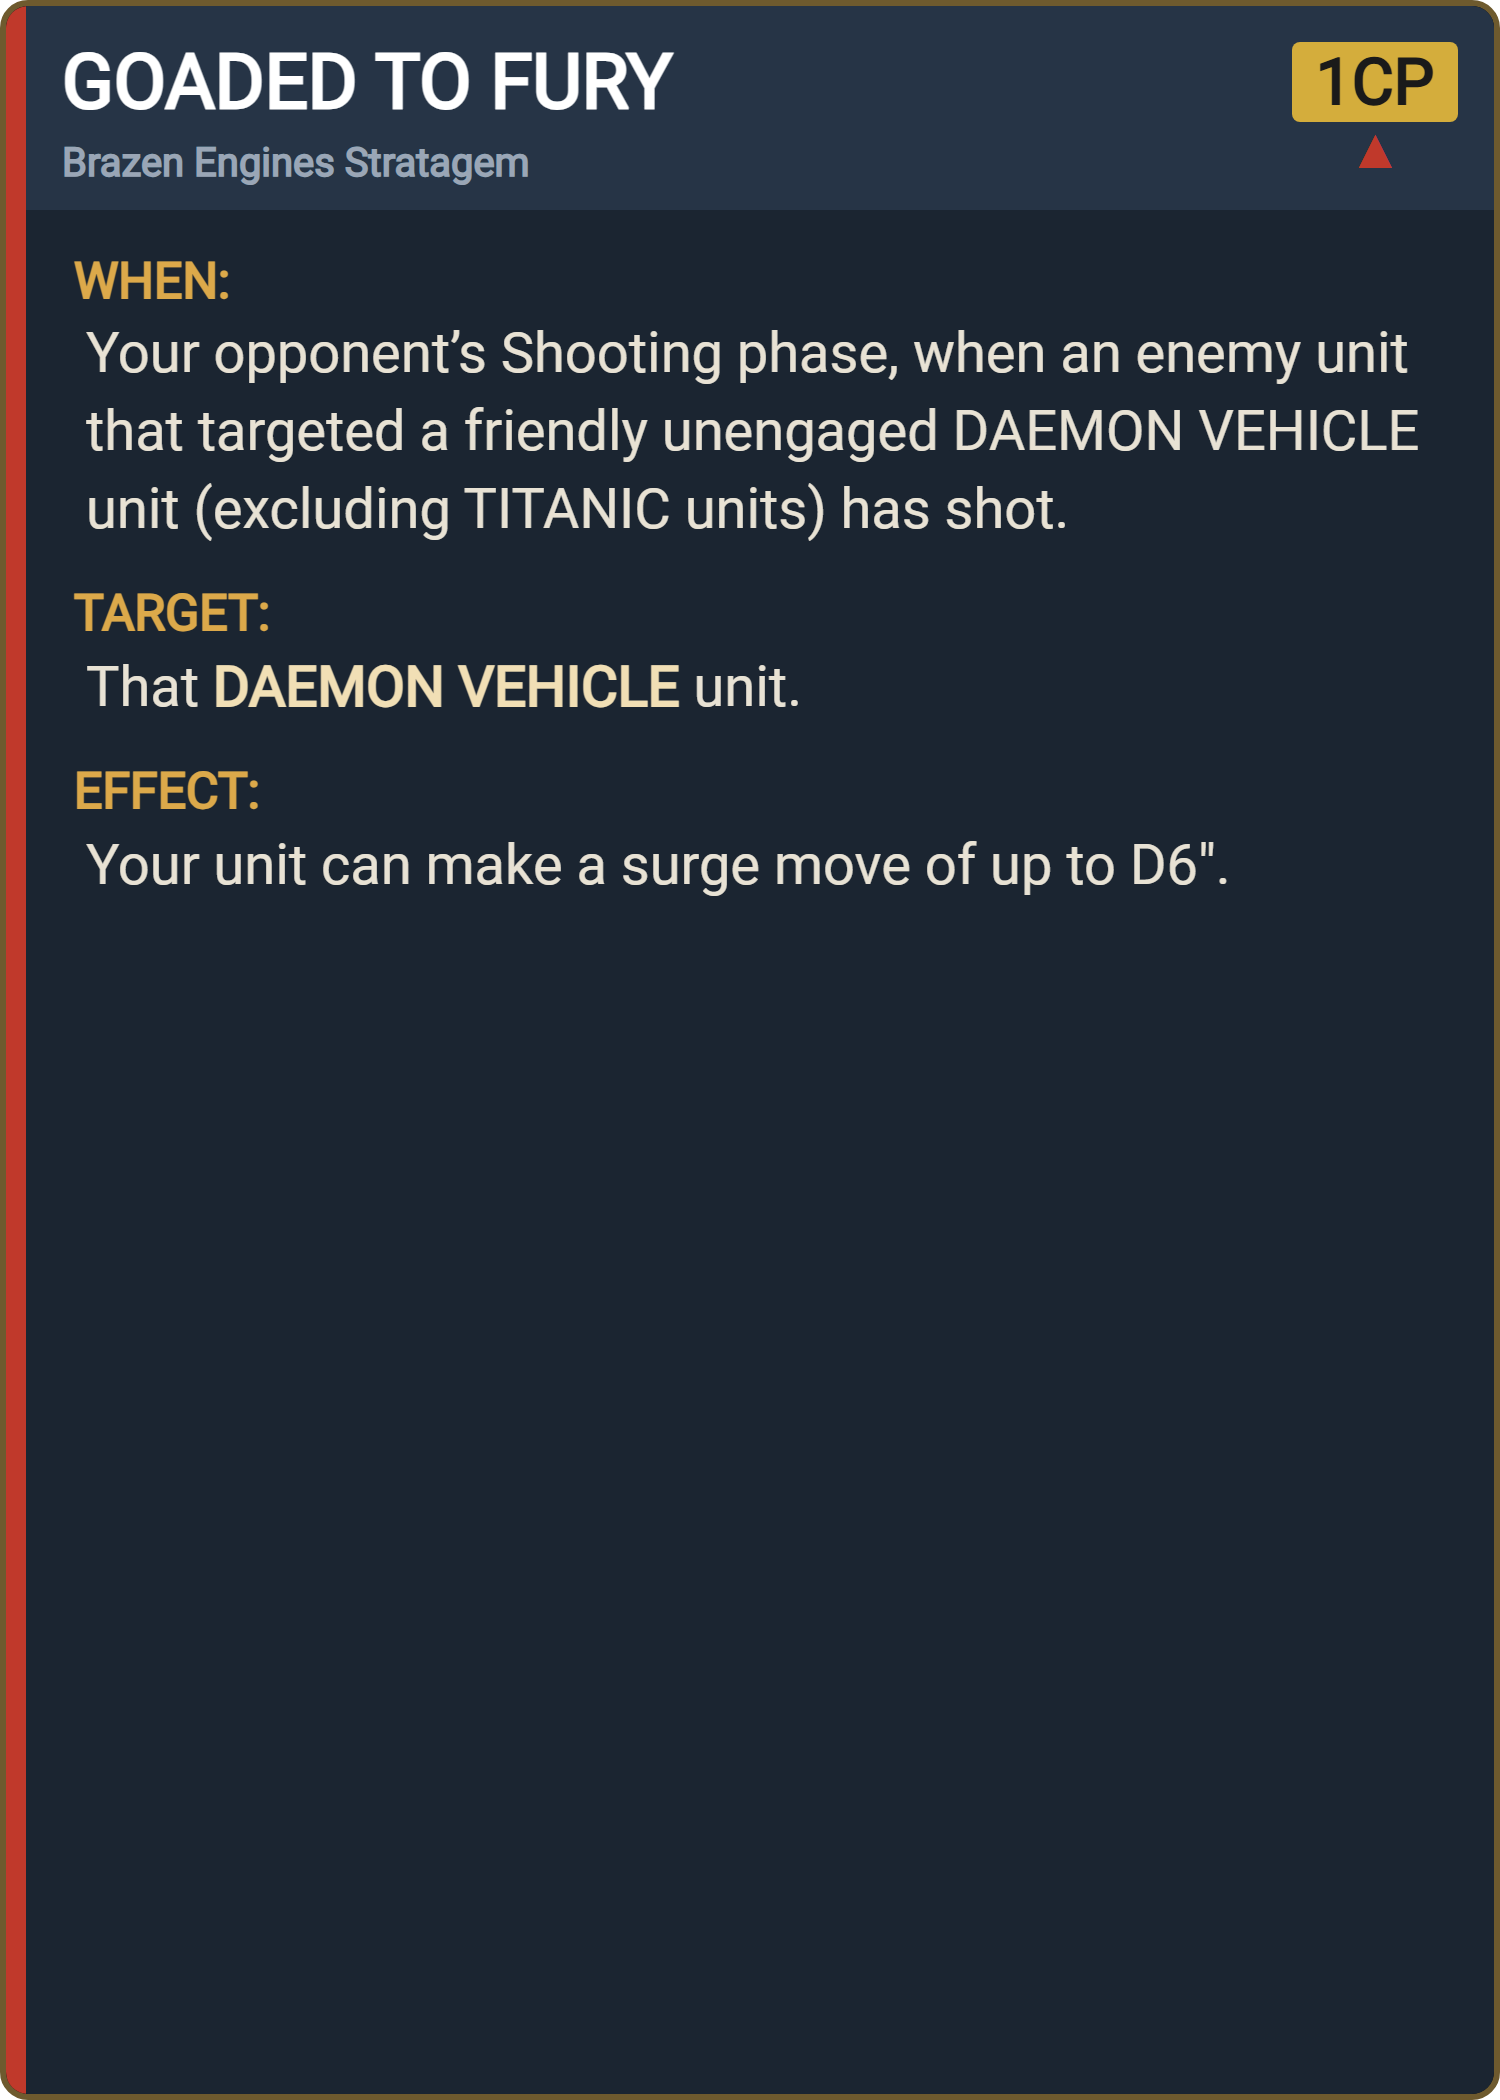 GOADED TO FURY
1CP
Brazen Engines Stratagem
WHEN:
Your opponent’s Shooting phase, when an enemy unit
that targeted a friendly unengaged DAEMON VEHICLE
unit (excluding TITANIC units) has shot.
TARGET:
That DAEMON VEHICLE unit.
EFFECT:
Your unit can make a surge move of up to D6".